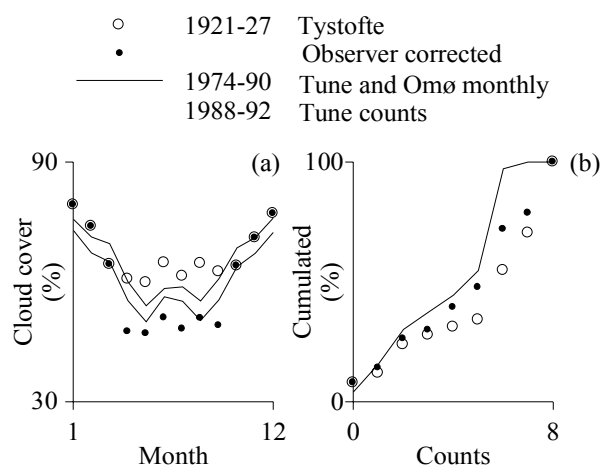 1921-27 Tystofte
Observer corrected
1974-90 Tune and Omø monthly
1988-92 Tune counts
90
(a)
Cloud cover
(%)
30
1
12
Month
100
(b)
Cumulated
(%)
0
0
8
Counts